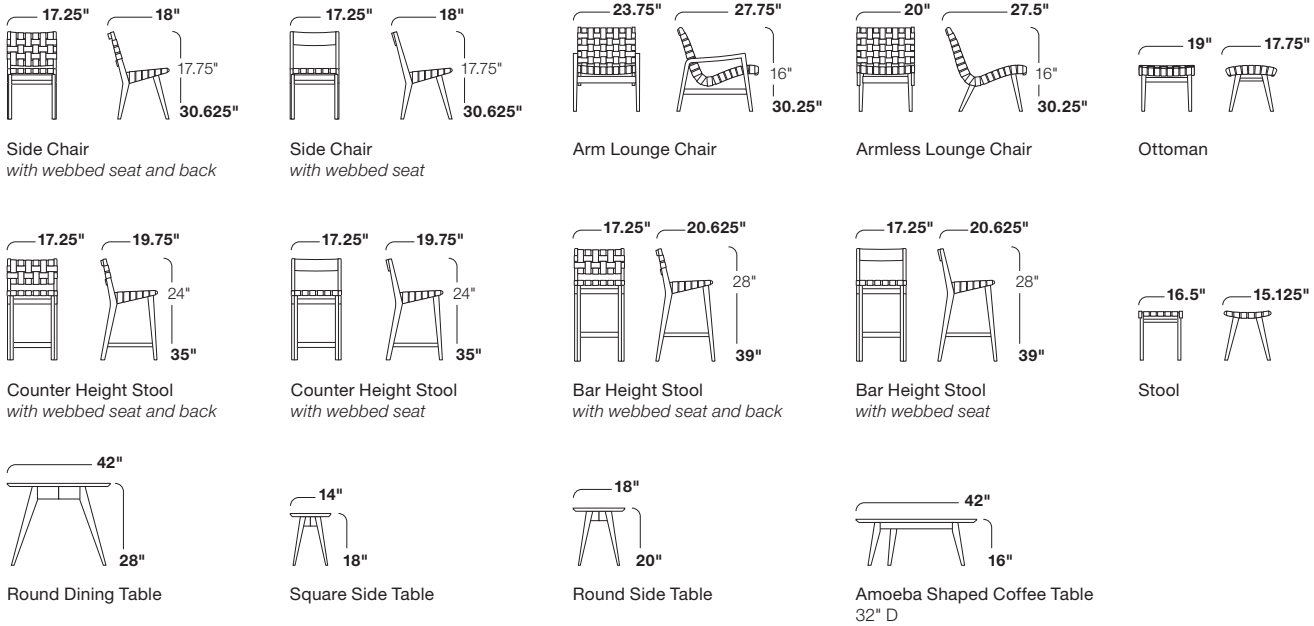 17.25" 18" 17.25" 18" 23.75" 27.75" 20" 27.5"
19" 17.75"
17.75" 17.75" 16" 16"
30.625" 30.625" 30.25" 30.25"
Side Chair Side Chair Arm Lounge Chair Armless Lounge Chair Ottoman
with webbed seat and back with webbed seat
17.25" 19.75" 17.25" 19.75" 17.25" 20.625" 17.25" 20.625"
24" 24" 28" 28"
16.5" 15.125"
35" 35" 39" 39"
Counter Height Stool Counter Height Stool Bar Height Stool Bar Height Stool Stool
with webbed seat and back with webbed seat with webbed seat and back with webbed seat
42" 14" 18" 42"
28" 18" 20" 16"
Round Dining Table Square Side Table Round Side Table Amoeba Shaped Coffee Table
32" D